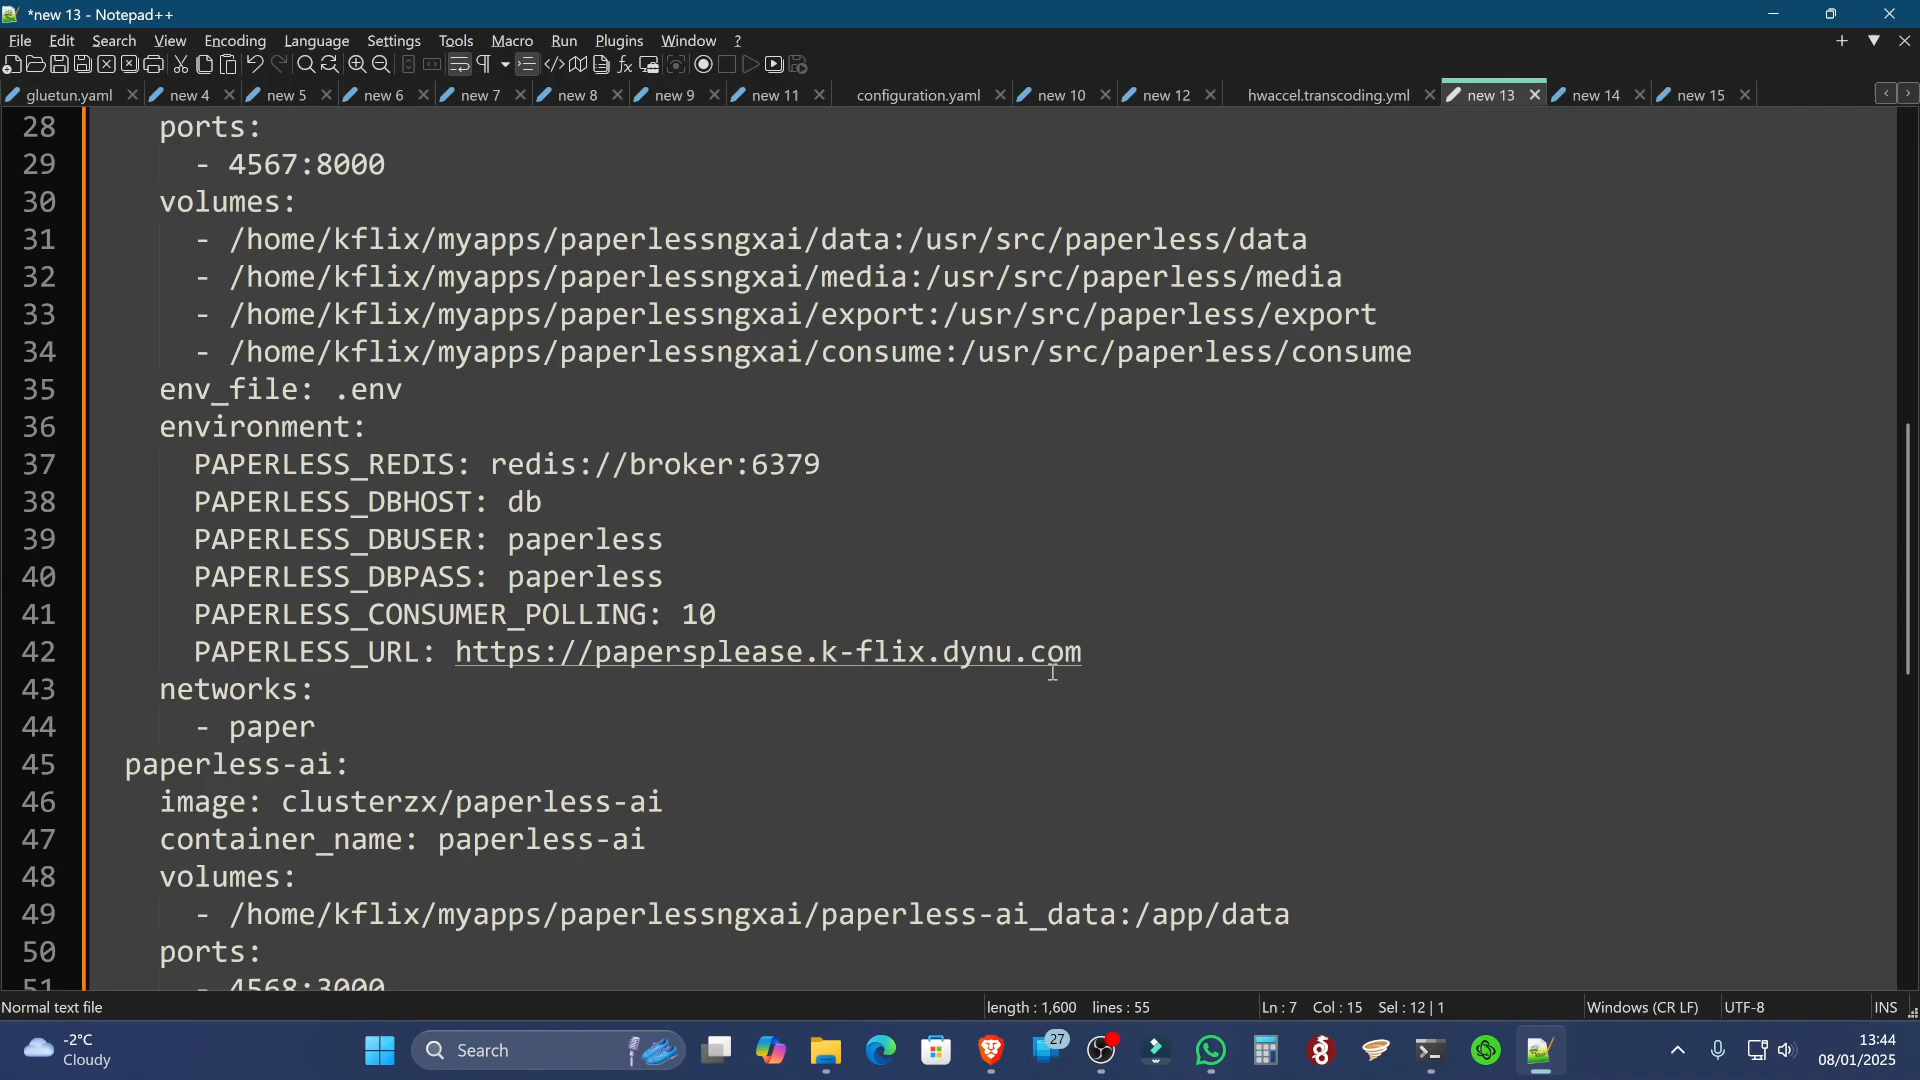 *new 13 - Notepad++
File Edit Search View Encoding Language Settings Tools Macro Run Plugins Window ?
gluetun.yaml new 4 new 5 new 6 new 7 new 8 new 9 new 11 configuration.yaml new 10 new 12 hwaccel.transcoding.yml new 13 new 14 new 15
28 ports:
29 - 4567:8000
30 volumes:
31 - /home/kflix/myapps/paperlessngxai/data:/usr/src/paperless/data
32 - /home/kflix/myapps/paperlessngxai/media:/usr/src/paperless/media
33 - /home/kflix/myapps/paperlessngxai/export:/usr/src/paperless/export
34 - /home/kflix/myapps/paperlessngxai/consume:/usr/src/paperless/consume
35 env_file: .env
36 environment:
37 PAPERLESS_REDIS: redis://broker:6379
38 PAPERLESS_DBHOST: db
39 PAPERLESS_DBUSER: paperless
40 PAPERLESS_DBPASS: paperless
41 PAPERLESS_CONSUMER_POLLING: 10
42 PAPERLESS_URL: https://papersplease.k-flix.dynu.com
43 networks:
44 - paper
45 paperless-ai:
46 image: clusterzx/paperless-ai
47 container_name: paperless-ai
48 volumes:
49 - /home/kflix/myapps/paperlessngxai/paperless-ai_data:/app/data
50 ports:
51 - 4568:3000
Normal text file length : 1,600 lines : 55 Ln : 7 Col : 15 Sel : 12 | 1 Windows (CR LF) UTF-8 INS
-2°C
Cloudy
Search
27
13:44
08/01/2025